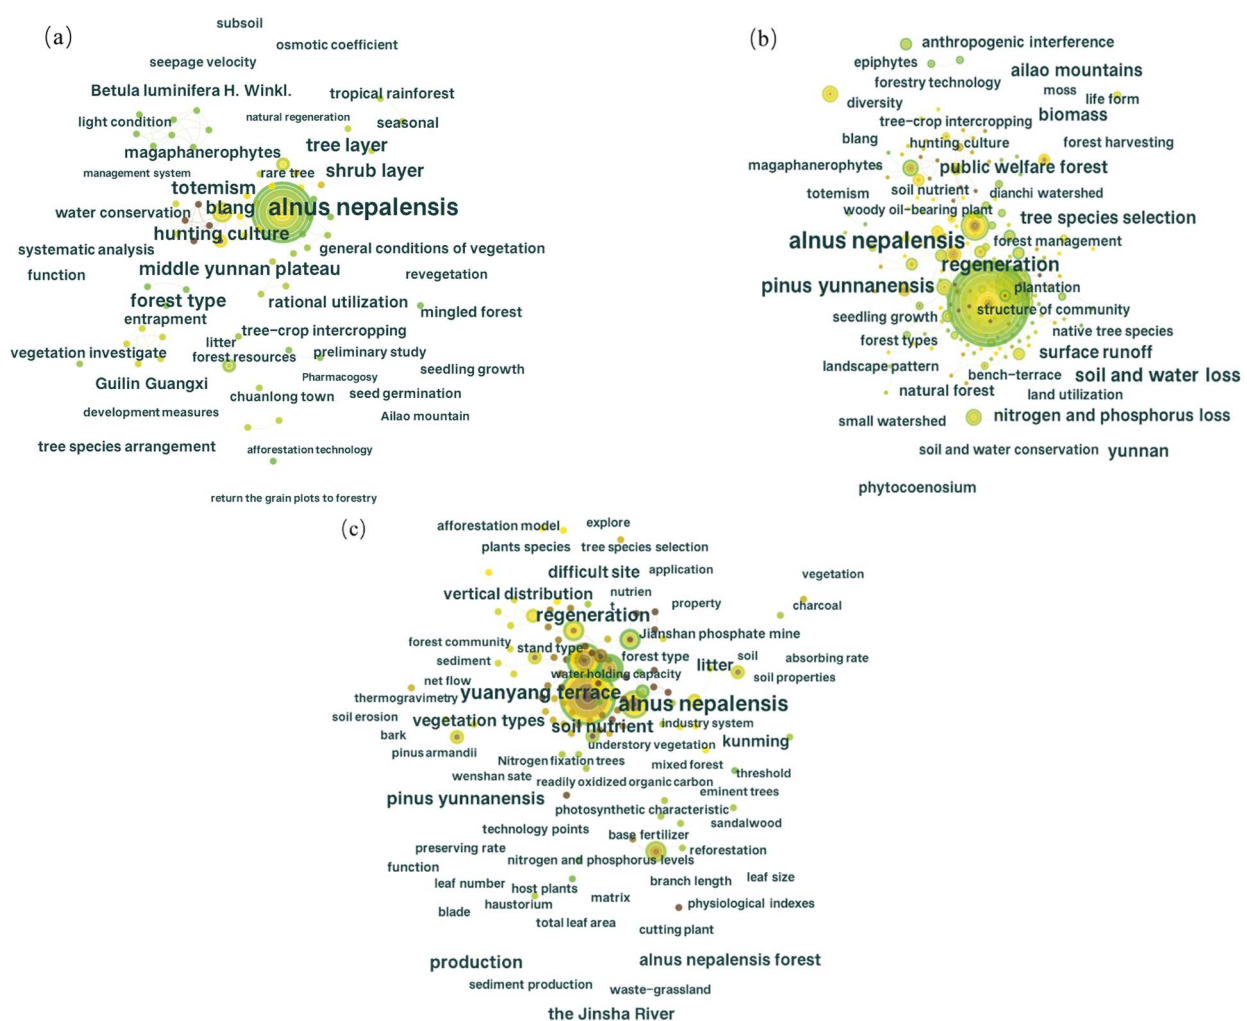 (a)
subsoil
osmotic coefficient
seepage velocity
Betula luminifera H. Winkl.
tropical rainforest
light condition
natural regeneration
seasonal
magaphanerophytes
tree layer
management system
rare tree
shrub layer
totemism
water conservation
blang
alnus nepalensis
hunting culture
systematic analysis
general conditions of vegetation
function
middle yunnan plateau
revegetation
forest type
rational utilization
mingled forest
entrapment
tree-crop intercropping
litter
vegetation investigate
forest resources
preliminary study
seedling growth
Guilin Guangxi
Pharmacogosy
chuanlong town
seed germination
development measures
Ailao mountain
tree species arrangement
afforestation technology
return the grain plots to forestry
(b)
anthropogenic interference
epiphytes
ailao mountains
forestry technology
moss
life form
diversity
biomass
tree-crop intercropping
blang
hunting culture
forest harvesting
magaphanerophytes
public welfare forest
totemism
soil nutrient
dianchi watershed
woody oil-bearing plant
tree species selection
alnus nepalensis
forest management
regeneration
pinus yunnanensis
plantation
structure of community
seedling growth
native tree species
forest types
surface runoff
landscape pattern
bench-terrace
soil and water loss
natural forest
land utilization
small watershed
nitrogen and phosphorus loss
soil and water conservation
yunnan
phytocoenosium
(c)
afforestation model
explore
plants species
tree species selection
difficult site
application
vegetation
vertical distribution
nutrien
t
property
charcoal
regeneration
Jianshan phosphate mine
forest community
stand type
forest type
soil
absorbing rate
sediment
litter
water holding capacity
soil properties
net flow
thermogravimetry
yuanyang terrace
alnus nepalensis
soil erosion
vegetation types
soil nutrient
industry system
bark
understory vegetation
kunming
pinus armandii
Nitrogen fixation trees
mixed forest
threshold
wenshan sate
readily oxidized organic carbon
eminent trees
pinus yunnanensis
photosynthetic characteristic
sandalwood
technology points
base fertilizer
preserving rate
reforestation
function
nitrogen and phosphorus levels
leaf number
host plants
branch length
leaf size
haustorium
matrix
physiological indexes
blade
total leaf area
cutting plant
production
alnus nepalensis forest
sediment production
waste-grassland
the Jinsha River